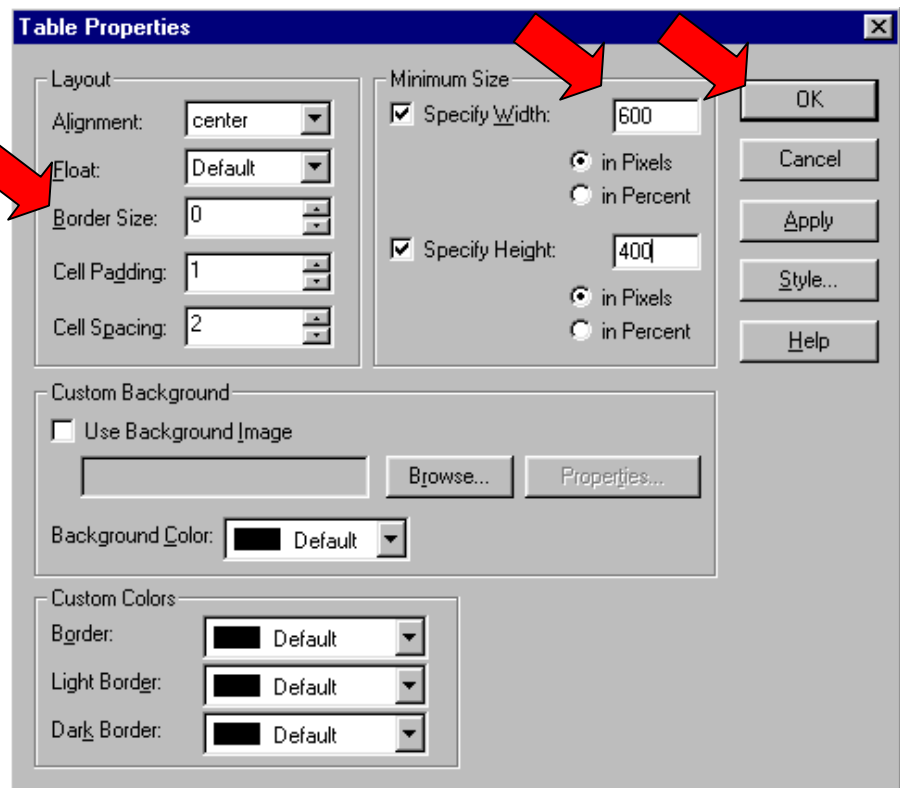 Table Properties
Layout
Alignment: center
Float: Default
Border Size: 0
Cell Padding: 1
Cell Spacing: 2
Minimum Size
Specify Width: 600
in Pixels
in Percent
Specify Height: 400
in Pixels
in Percent
OK
Cancel
Apply
Style...
Help
Custom Background
Use Background Image
Browse... Properties...
Background Color: Default
Custom Colors
Border: Default
Light Border: Default
Dark Border: Default